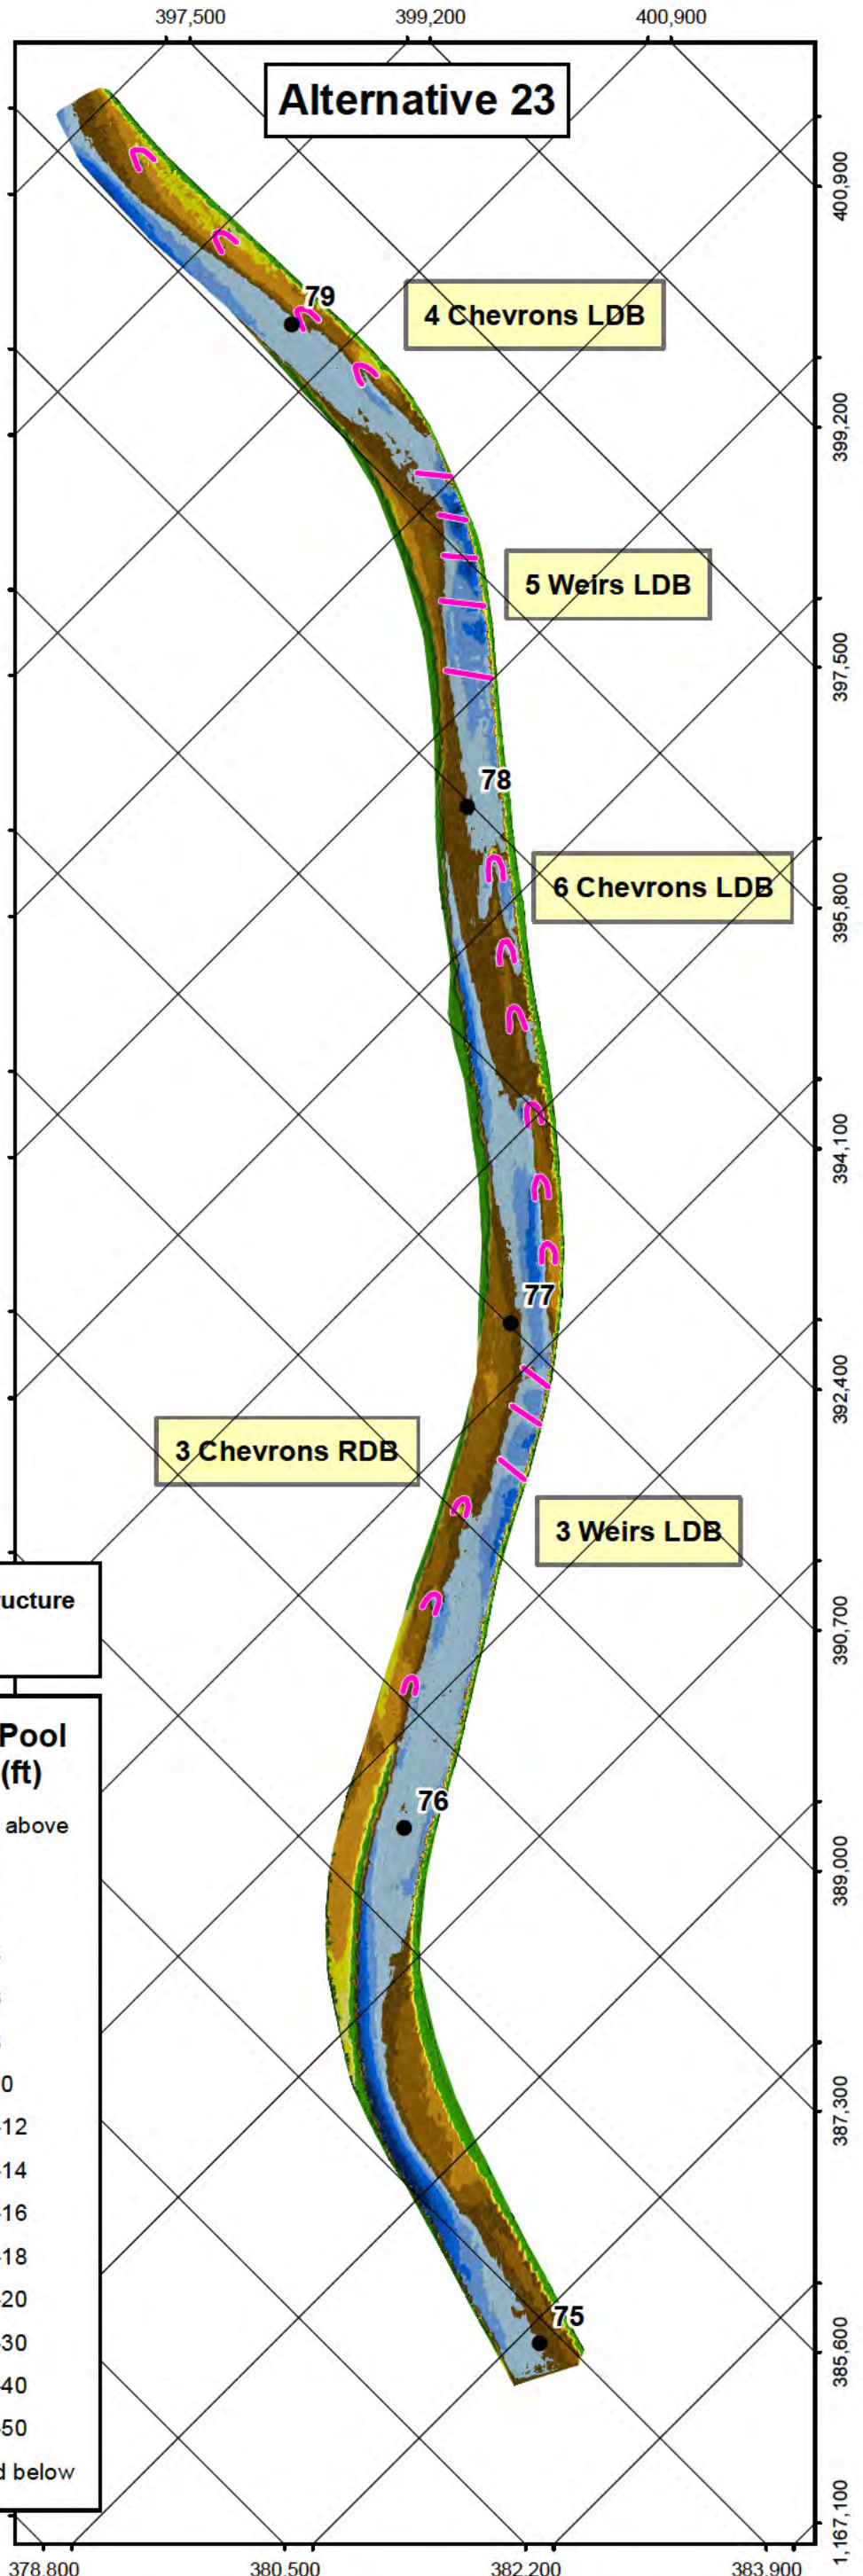 397,500 399,200 400,900
Alternative 23
400,900
79
4 Chevrons LDB
399,200
5 Weirs LDB
397,500
78
6 Chevrons LDB
395,800
394,100
77
392,400
3 Chevrons RDB
3 Weirs LDB
ucture
390,700
Pool
(ft)
above
76
389,000
0
-12
387,300
-14
-16
-18
-20
75
-30
385,600
-40
-50
d below
1,167,100
378,800 380,500 382,200 383,900